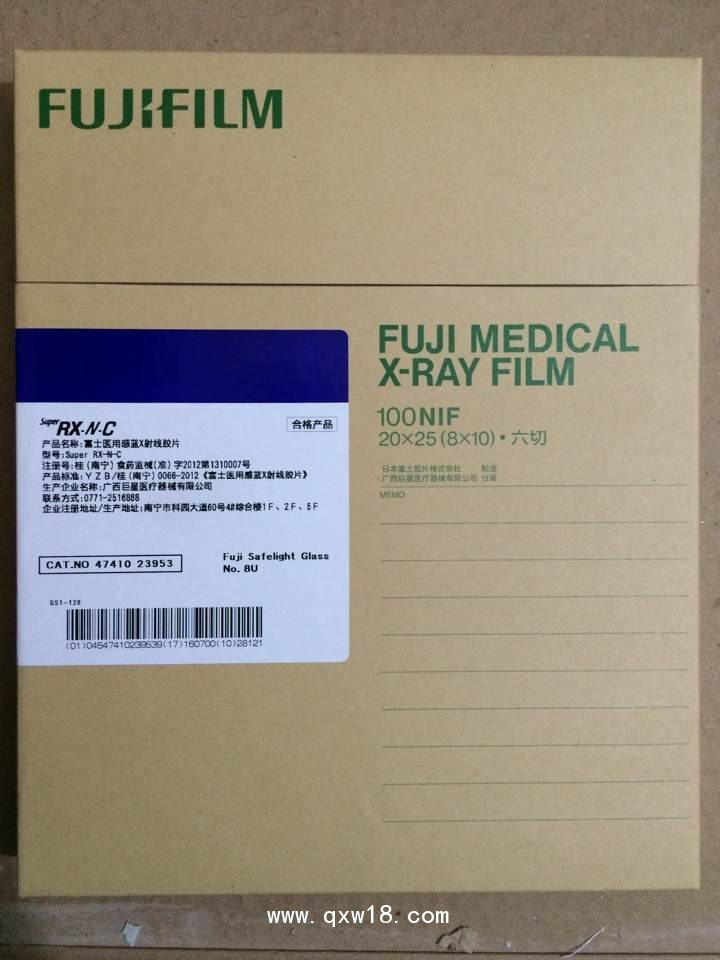 FUJIFILM
FUJI MEDICAL
X-RAY FILM
100NIF
20×25 (8×10)・六切
日本富士胶片株式会社 制造
广西巨星医疗器械有限公司 分装
MEMO
Super RX-N-C
合格产品
产品名称:富士医用感蓝X射线胶片
型号:Super RX-N-C
注册号:桂(南宁)食药监械(准)字2012第1310007号
产品标准:YZB/桂(南宁)0066-2012《富士医用感蓝X射线胶片》
生产企业名称:广西巨星医疗器械有限公司
联系方式:0771-2516888
企业注册地址/生产地址:南宁市科园大道60号4#综合楼1F、2F、5F
CAT.NO 47410 23953
Fuji Safelight Glass
No. 8U
GS1-128
(01)04547410239539(17)160700(10)28121
www.qxw18.com